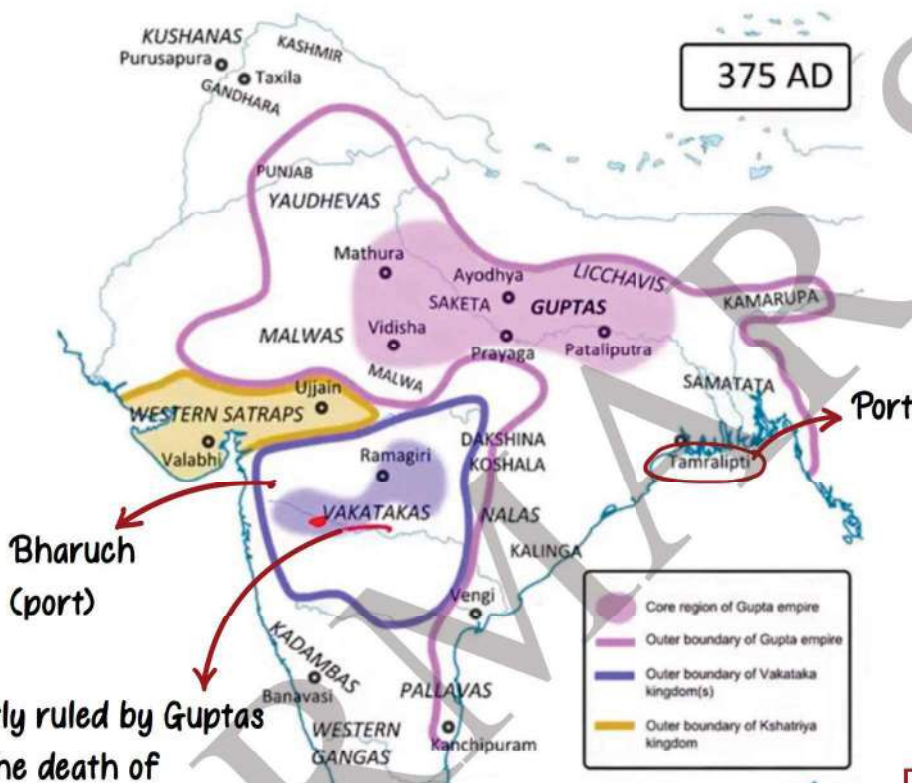 375 AD
KUSHANAS
KASHMIR
Purusapura
Taxila
GANDHARA
PUNJAB
YAUDHEVAS
Mathura
Ayodhya
LICCHAVIS
SAKETA
GUPTAS
KAMARUPA
MALWAS
Vidisha
Prayaga
Pataliputra
MALWA
SAMATATA
Ujjain
WESTERN SATRAPS
Port
Valabhi
DAKSHINA
KOSHALA
Tamralipti
Ramagiri
VAKATAKAS
NALAS
Bharuch
(port)
KALINGA
Vengi
Core region of Gupta empire
Outer boundary of Gupta empire
Outer boundary of Vakataka
kingdom(s)
Outer boundary of Kshatriya
kingdom
KADAMBAS
Banavasi
PALLAVAS
WESTERN
GANGAS
Kanchipuram
ruled by Guptas
the death of